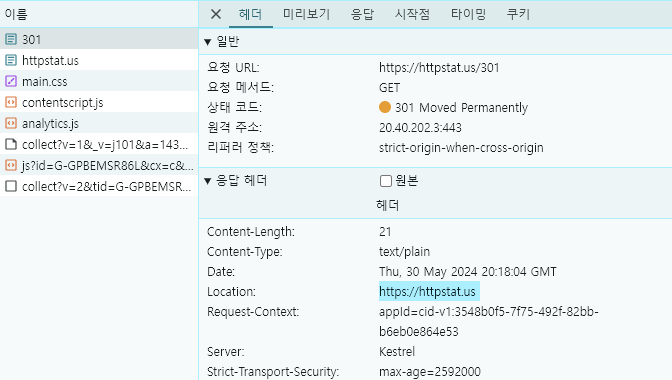 이름
301
httpstat.us
main.css
contentscript.js
analytics.js
collect?v=1&_v=j101&a=143...
js?id=G-GPBEMSR86L&cx=c&...
collect?v=2&tid=G-GPBEMSR...
헤더 미리보기 응답 시작점 타이밍 쿠키
▼ 일반
요청 URL: https://httpstat.us/301
요청 메서드: GET
상태 코드: 301 Moved Permanently
원격 주소: 20.40.202.3:443
리퍼러 정책: strict-origin-when-cross-origin
▼ 응답 헤더 원본
헤더
Content-Length: 21
Content-Type: text/plain
Date: Thu, 30 May 2024 20:18:04 GMT
Location: https://httpstat.us
Request-Context: appId=cid-v1:3548b0f5-7f75-492f-82bb-
b6eb0e864e53
Server: Kestrel
Strict-Transport-Security: max-age=2592000